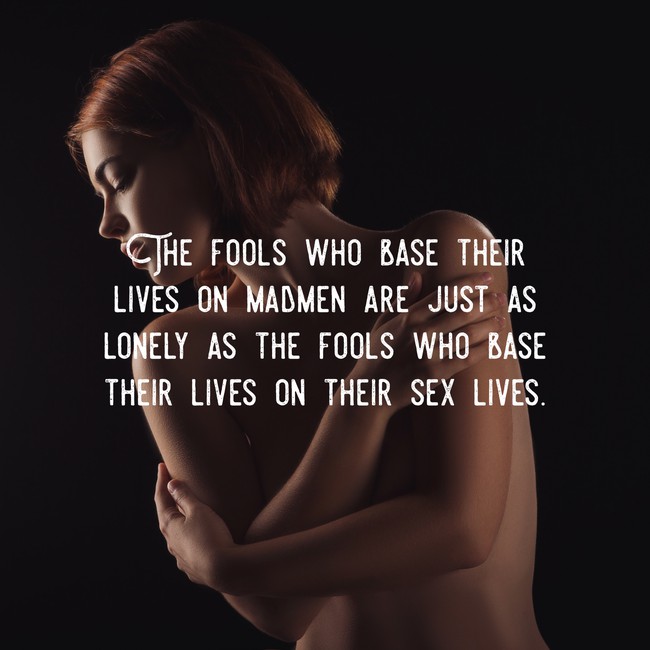 The fools who base their
lives on madmen are just as
lonely as the fools who base
their lives on their sex lives.